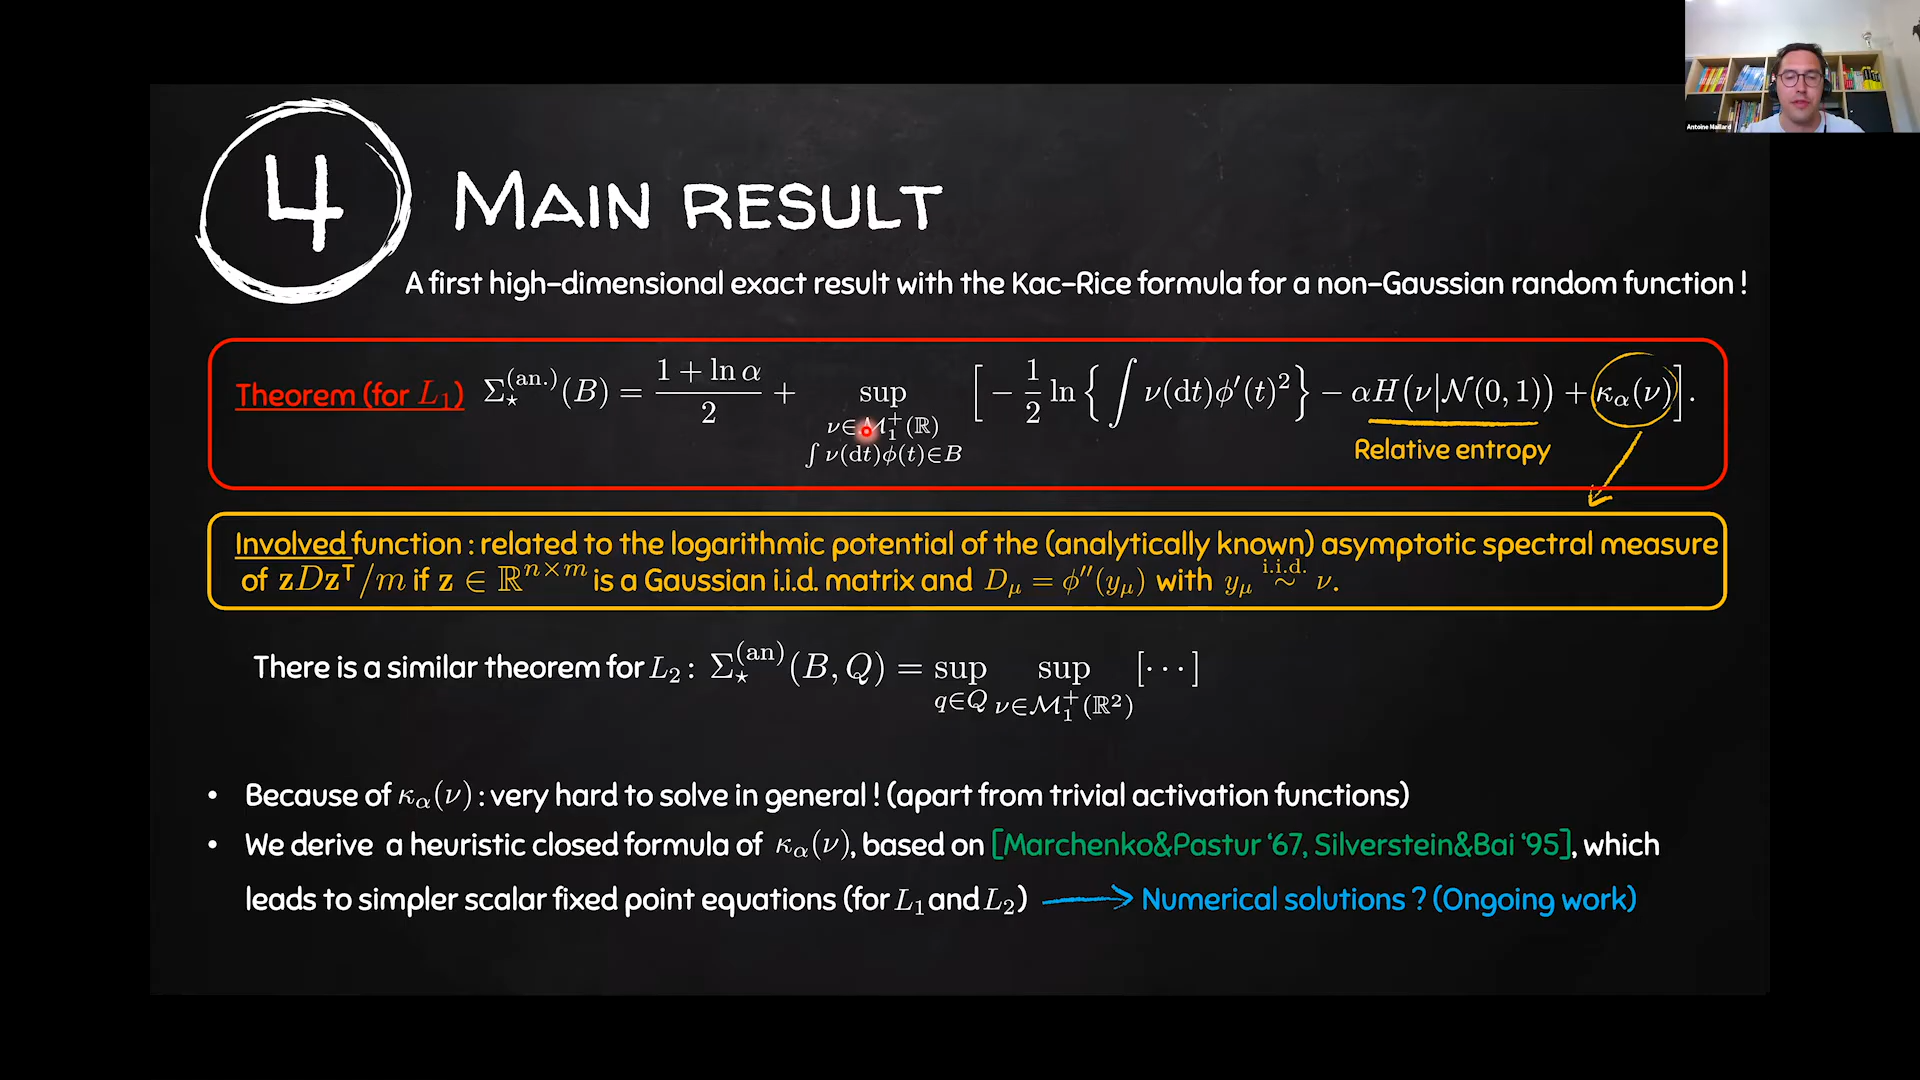 Antoine Maillard
4 MAIN RESULT
A first high-dimensional exact result with the Kac-Rice formula for a non-Gaussian random function !
Theorem (for L₁) Σ⋆^(an.)(B) = (1 + ln α)/2 + sup_{ν∈M₁⁺(ℝ), ∫ν(dt)ϕ(t)∈B} [ − 1/2 ln { ∫ ν(dt)ϕ′(t)² } − αH(ν|N(0,1)) + κ_α(ν) ].
Relative entropy
Involved function : related to the logarithmic potential of the (analytically known) asymptotic spectral measure
of zDzᵀ/m if z ∈ ℝ^{n×m} is a Gaussian i.i.d. matrix and D_μ = ϕ″(y_μ) with y_μ i.i.d. ∼ ν.
There is a similar theorem for L₂ : Σ⋆^(an)(B, Q) = sup_{q∈Q} sup_{ν∈M₁⁺(ℝ²)} [⋯]
• Because of κ_α(ν) : very hard to solve in general ! (apart from trivial activation functions)
• We derive a heuristic closed formula of κ_α(ν), based on [Marchenko&Pastur ‘67, Silverstein&Bai ‘95], which
leads to simpler scalar fixed point equations (for L₁ and L₂) → Numerical solutions ? (Ongoing work)